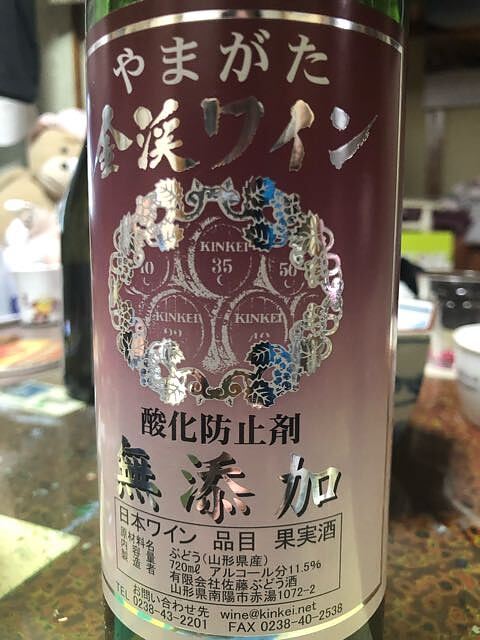 やまがた
金渓ワイン
KINKEI
10 35 50
KINKEI KINKEI
酸化防止剤
無添加
日本ワイン 品目 果実酒
原材料名 ぶどう(山形県産)
内容量 720mℓ アルコール分11.5%
製造者 有限会社佐藤ぶどう酒
山形県南陽市赤湯1072-2
お問い合わせ先 wine@kinkei.net
TEL 0238-43-2201 FAX 0238-40-2538